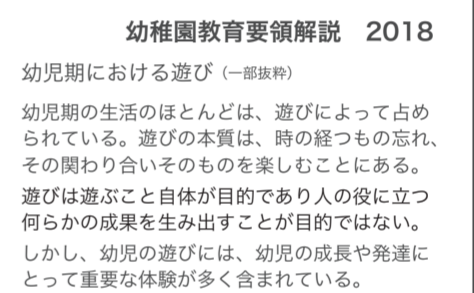 幼稚園教育要領解説　2018
幼児期における遊び（一部抜粋）
幼児期の生活のほとんどは、遊びによって占め
られている。遊びの本質は、時の経つもの忘れ、
その関わり合いそのものを楽しむことにある。
遊びは遊ぶこと自体が目的であり人の役に立つ
何らかの成果を生み出すことが目的ではない。
しかし、幼児の遊びには、幼児の成長や発達に
とって重要な体験が多く含まれている。